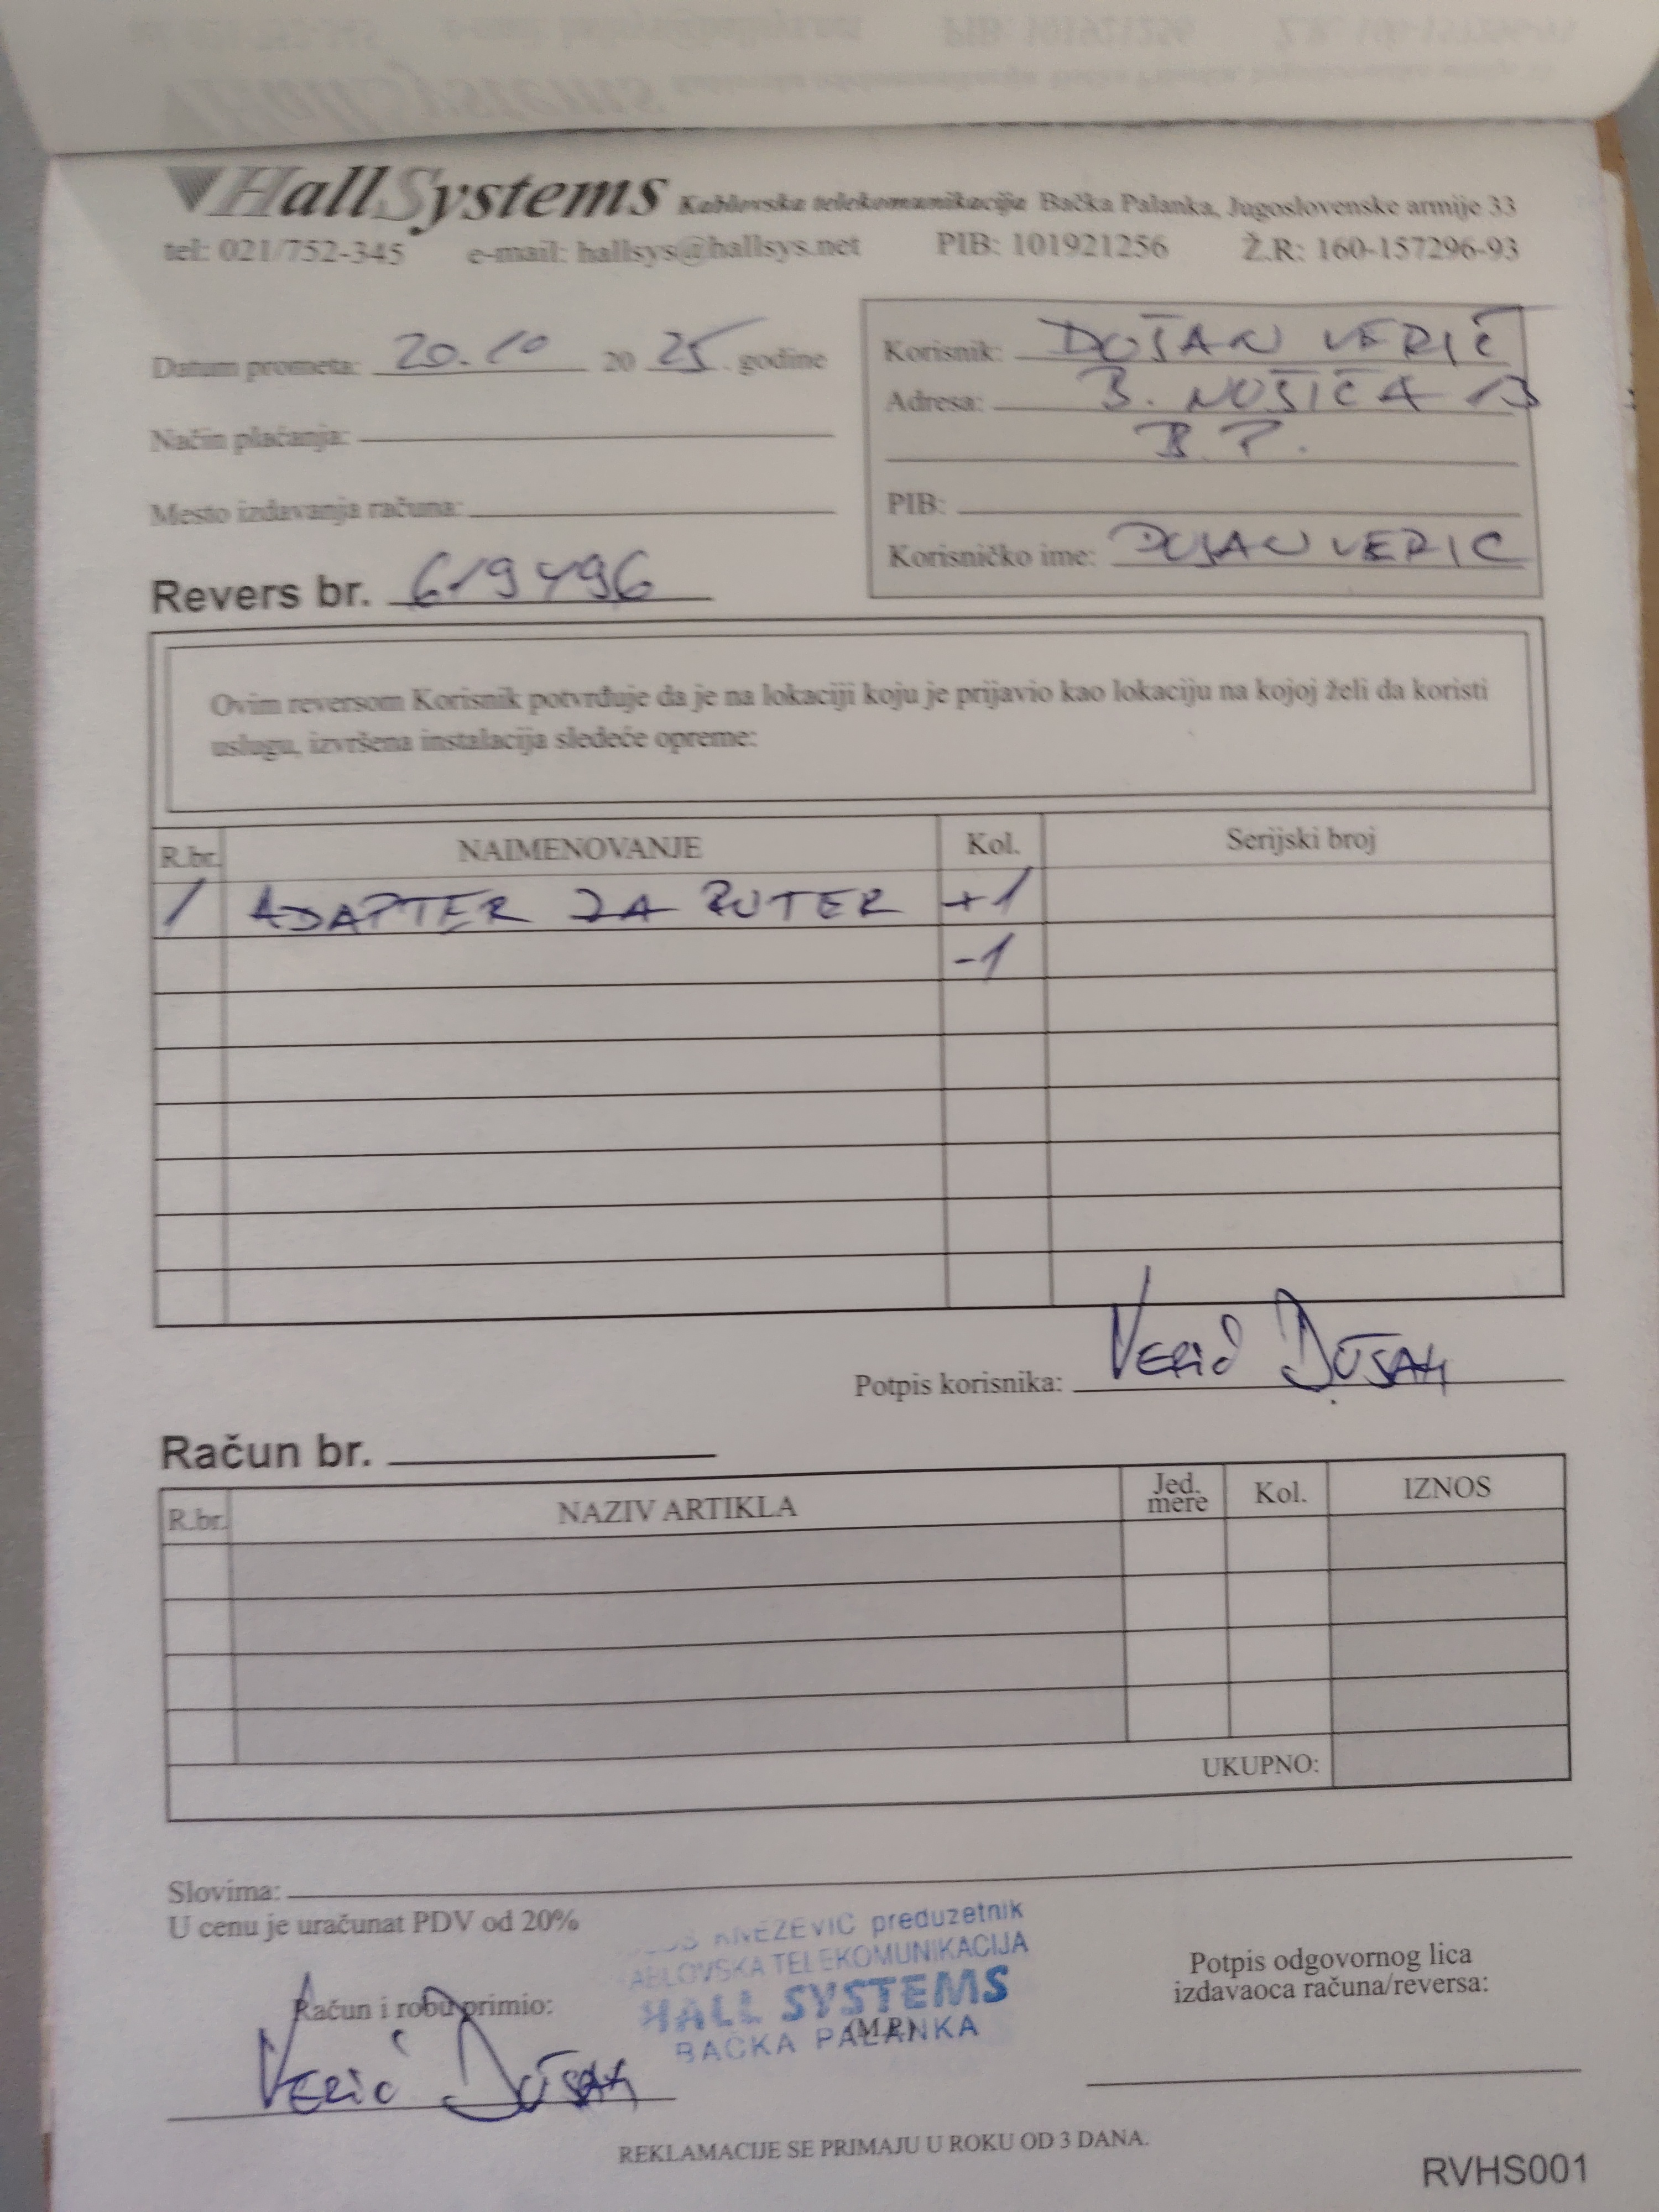 HallSystems Kablovska telekomunikacija Bačka Palanka, Jugoslovenske armije 33
tel: 021/752-345 e-mail: hallsys@hallsys.net PIB: 101921256 Ž.R: 160-157296-93
Datum prometa: 20.10 20 25. godine
Način plaćanja:
Mesto izdavanja računa:
Korisnik: DUŠAN VERIĆ
Adresa: B. NUŠIĆA 13
B.P.
PIB:
Korisničko ime: DUSANVERIC
Revers br. 619496
Ovim reversom Korisnik potvrđuje da je na lokaciji koju je prijavio kao lokaciju na kojoj želi da koristi
uslugu, izvršena instalacija sledeće opreme:
R.br. NAIMENOVANJE Kol. Serijski broj
1 ADAPTER ZA RUTER +1
-1
Potpis korisnika: VERIĆ DUŠAN
Račun br.
R.br. NAZIV ARTIKLA Jed. mere Kol. IZNOS
UKUPNO:
Slovima:
U cenu je uračunat PDV od 20%
KNEZEVIC preduzetnik
ABLOVSKA TELEKOMUNIKACIJA
HALL SYSTEMS
(M.P.)
BAČKA PALANKA
Račun i robu primio:
VERIĆ DUŠAN
Potpis odgovornog lica
izdavaoca računa/reversa:
REKLAMACIJE SE PRIMAJU U ROKU OD 3 DANA.
RVHS001